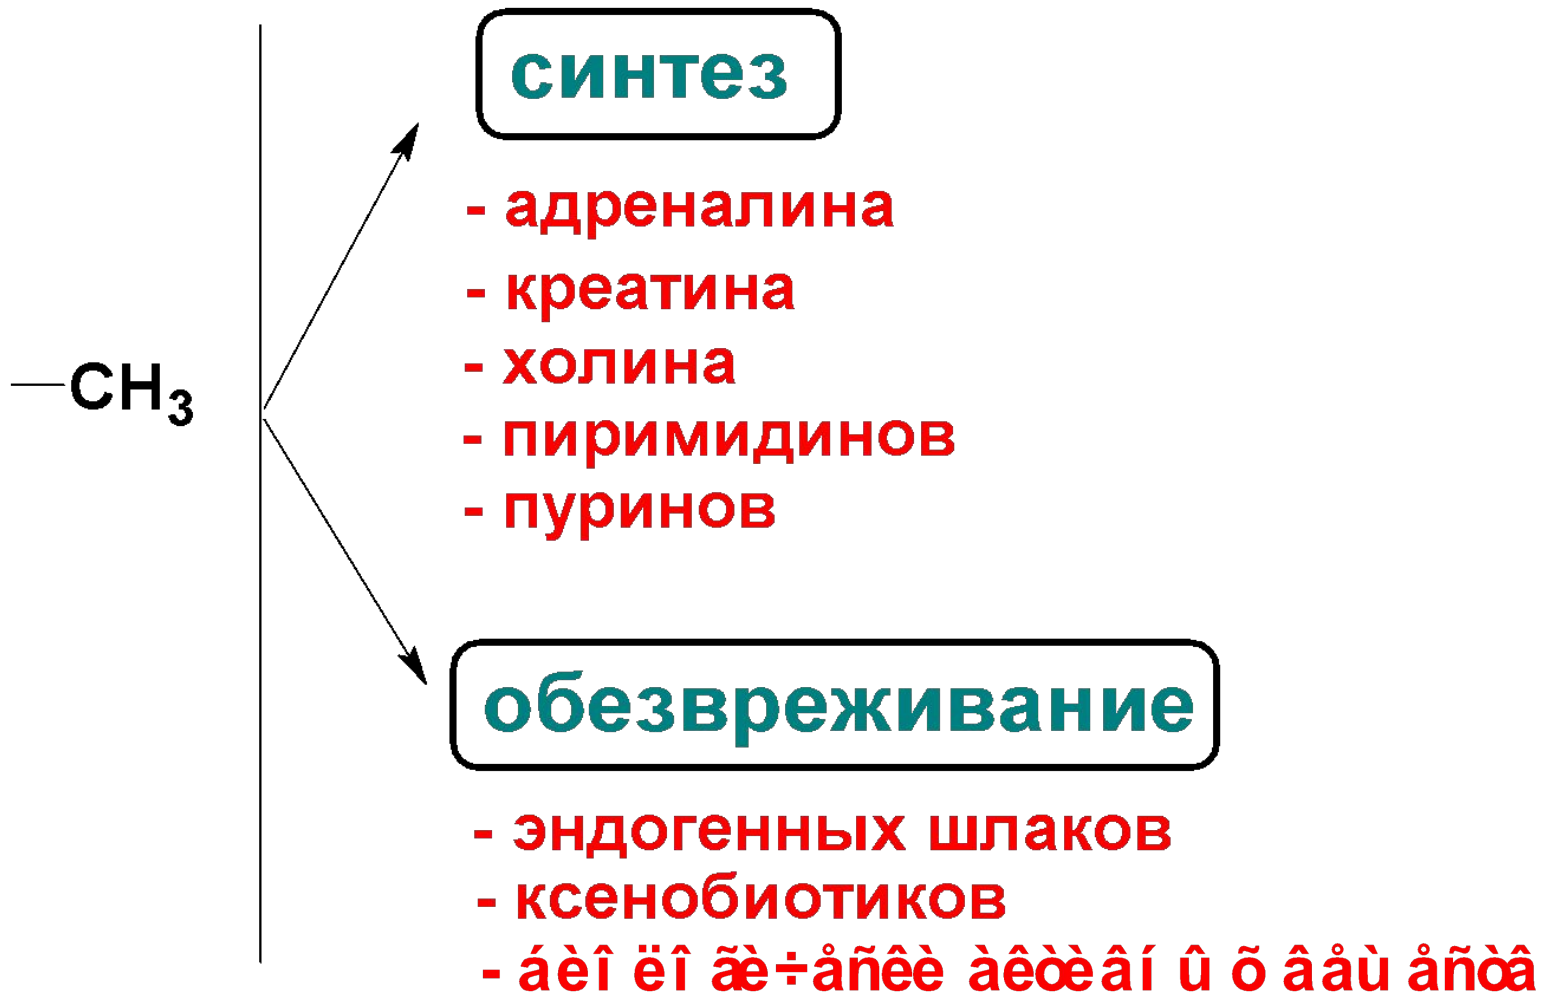 синтез
- адреналина
- креатина
- холина
- пиримидинов
- пуринов
—CH₃
обезвреживание
- эндогенных шлаков
- ксенобиотиков
- áèî ëî ãè÷åñêè àêòèâí û õ âåù åñòâ